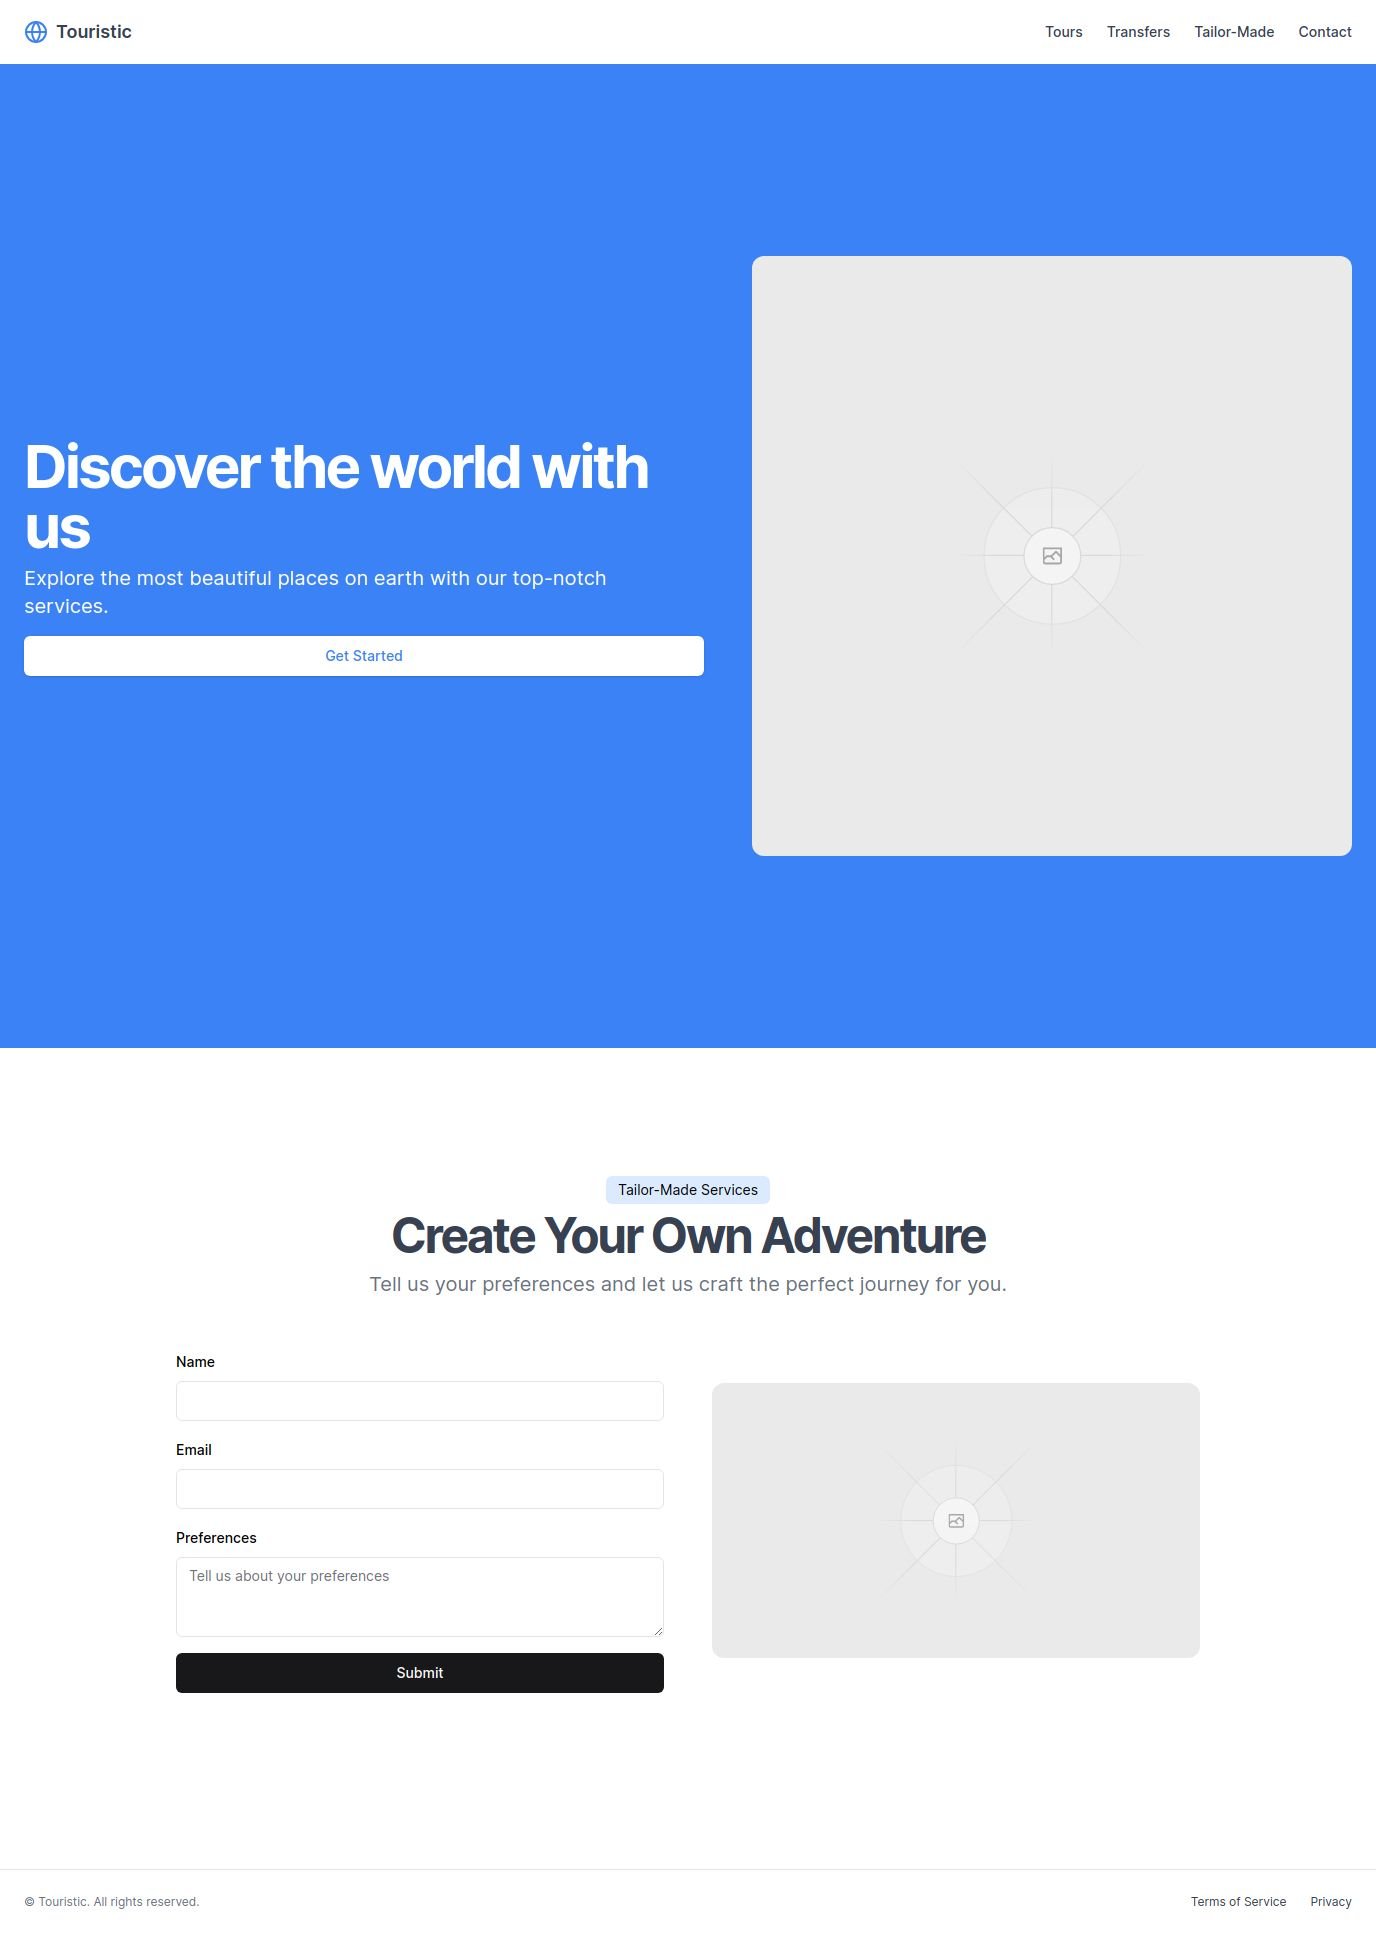 Touristic
Tours
Transfers
Tailor-Made
Contact
Discover the world with
us
Explore the most beautiful places on earth with our top-notch
services.
Get Started
Tailor-Made Services
Create Your Own Adventure
Tell us your preferences and let us craft the perfect journey for you.
Name
Email
Preferences
Tell us about your preferences
Submit
© Touristic. All rights reserved.
Terms of Service
Privacy